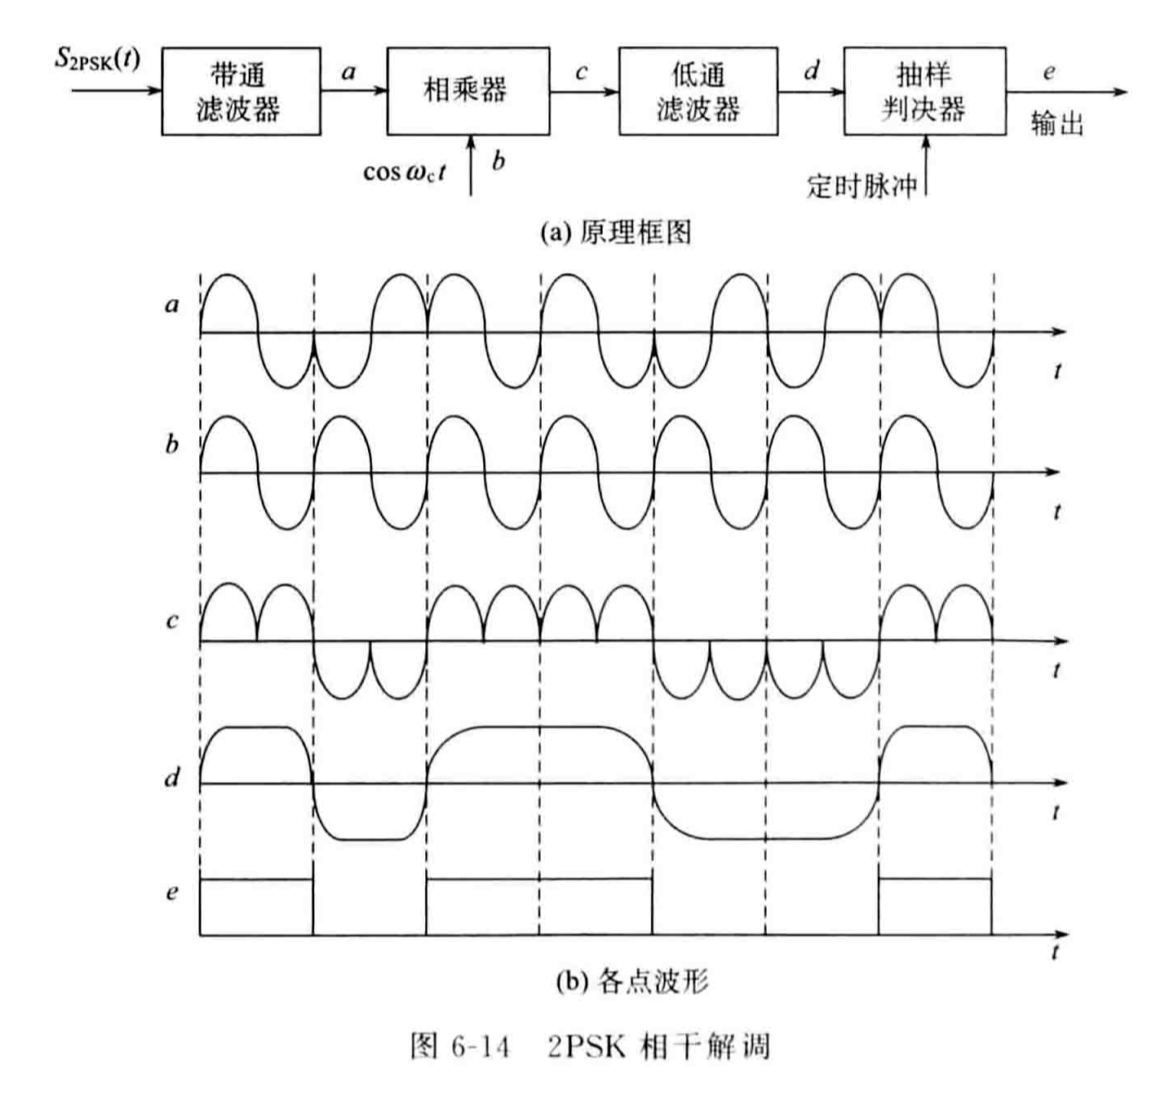 S2PSK(t)
带通
滤波器
a
相乘器
c
低通
滤波器
d
抽样
判决器
e
输出
cos ωct
b
定时脉冲
(a) 原理框图
a
t
b
t
c
t
d
t
e
t
(b) 各点波形
图 6-14 2PSK 相干解调